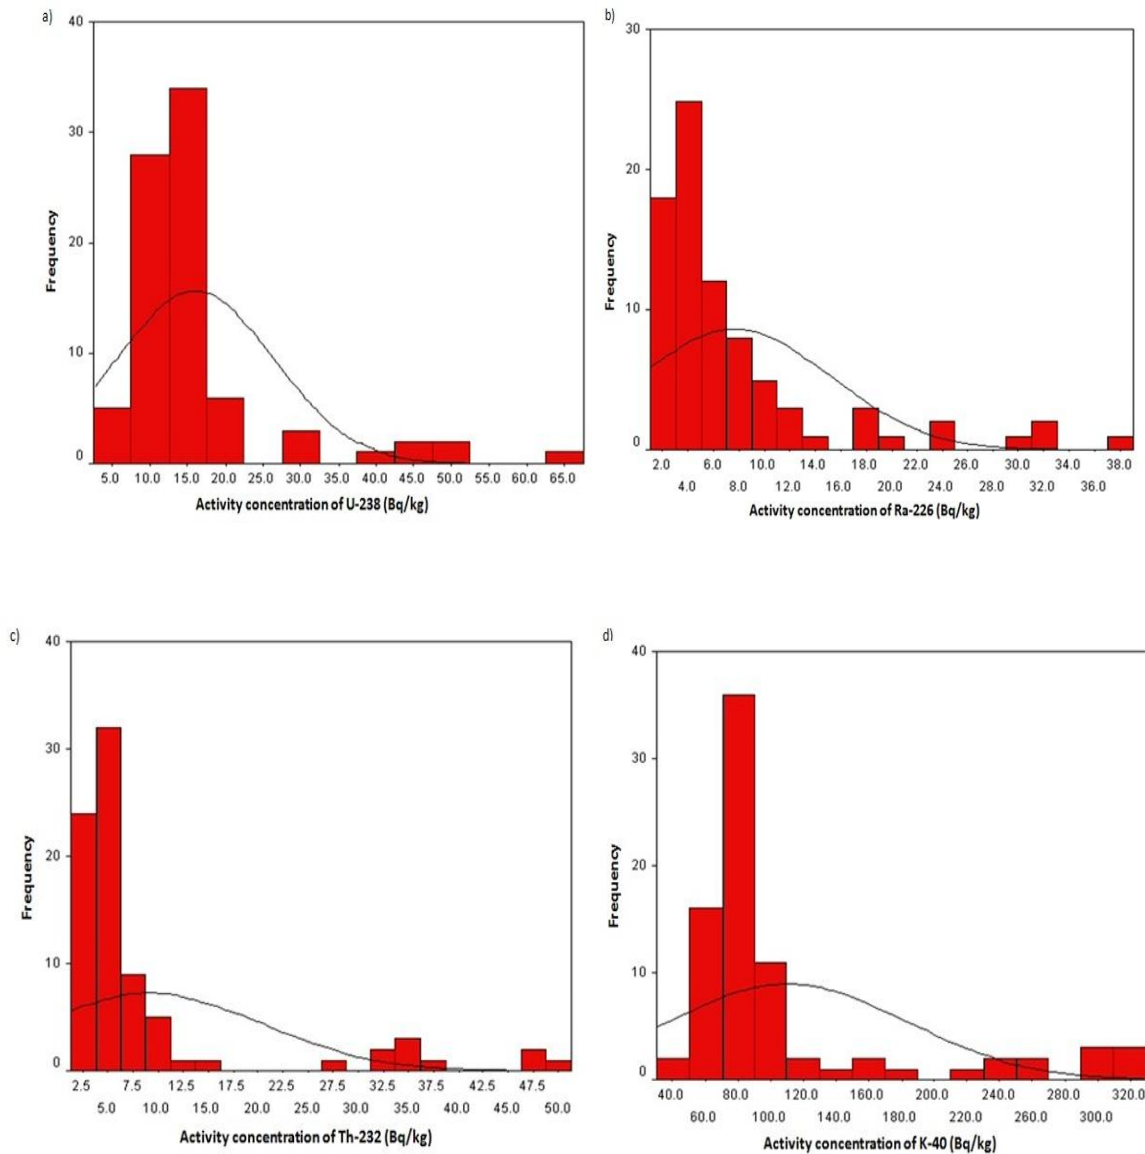 a)
40
30
20
10
0
Frequency
5.0 10.0 15.0 20.0 25.0 30.0 35.0 40.0 45.0 50.0 55.0 60.0 65.0
Activity concentration of U-238 (Bq/kg)
b)
30
20
10
0
Frequency
2.0 6.0 10.0 14.0 18.0 22.0 26.0 30.0 34.0 38.0
4.0 8.0 12.0 16.0 20.0 24.0 28.0 32.0 36.0
Activity concentration of Ra-226 (Bq/kg)
c)
40
30
20
10
0
Frequency
2.5 7.5 12.5 17.5 22.5 27.5 32.5 37.5 42.5 47.5
5.0 10.0 15.0 20.0 25.0 30.0 35.0 40.0 45.0 50.0
Activity concentration of Th-232 (Bq/kg)
d)
40
30
20
10
0
Frequency
40.0 80.0 120.0 160.0 200.0 240.0 280.0 320.0
60.0 100.0 140.0 180.0 220.0 260.0 300.0
Activity concentration of K-40 (Bq/kg)